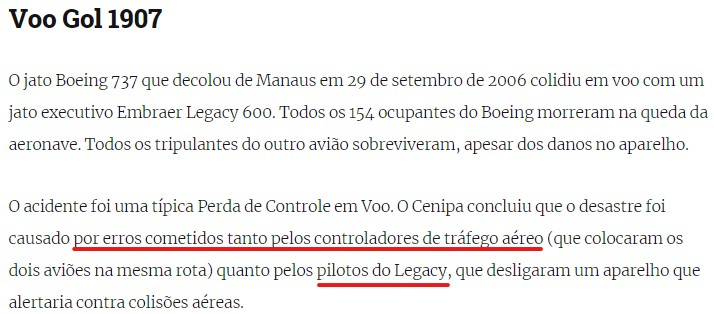 Voo Gol 1907
O jato Boeing 737 que decolou de Manaus em 29 de setembro de 2006 colidiu em voo com um
jato executivo Embraer Legacy 600. Todos os 154 ocupantes do Boeing morreram na queda da
aeronave. Todos os tripulantes do outro avião sobreviveram, apesar dos danos no aparelho.
O acidente foi uma típica Perda de Controle em Voo. O Cenipa concluiu que o desastre foi
causado por erros cometidos tanto pelos controladores de tráfego aéreo (que colocaram os
dois aviões na mesma rota) quanto pelos pilotos do Legacy, que desligaram um aparelho que
alertaria contra colisões aéreas.